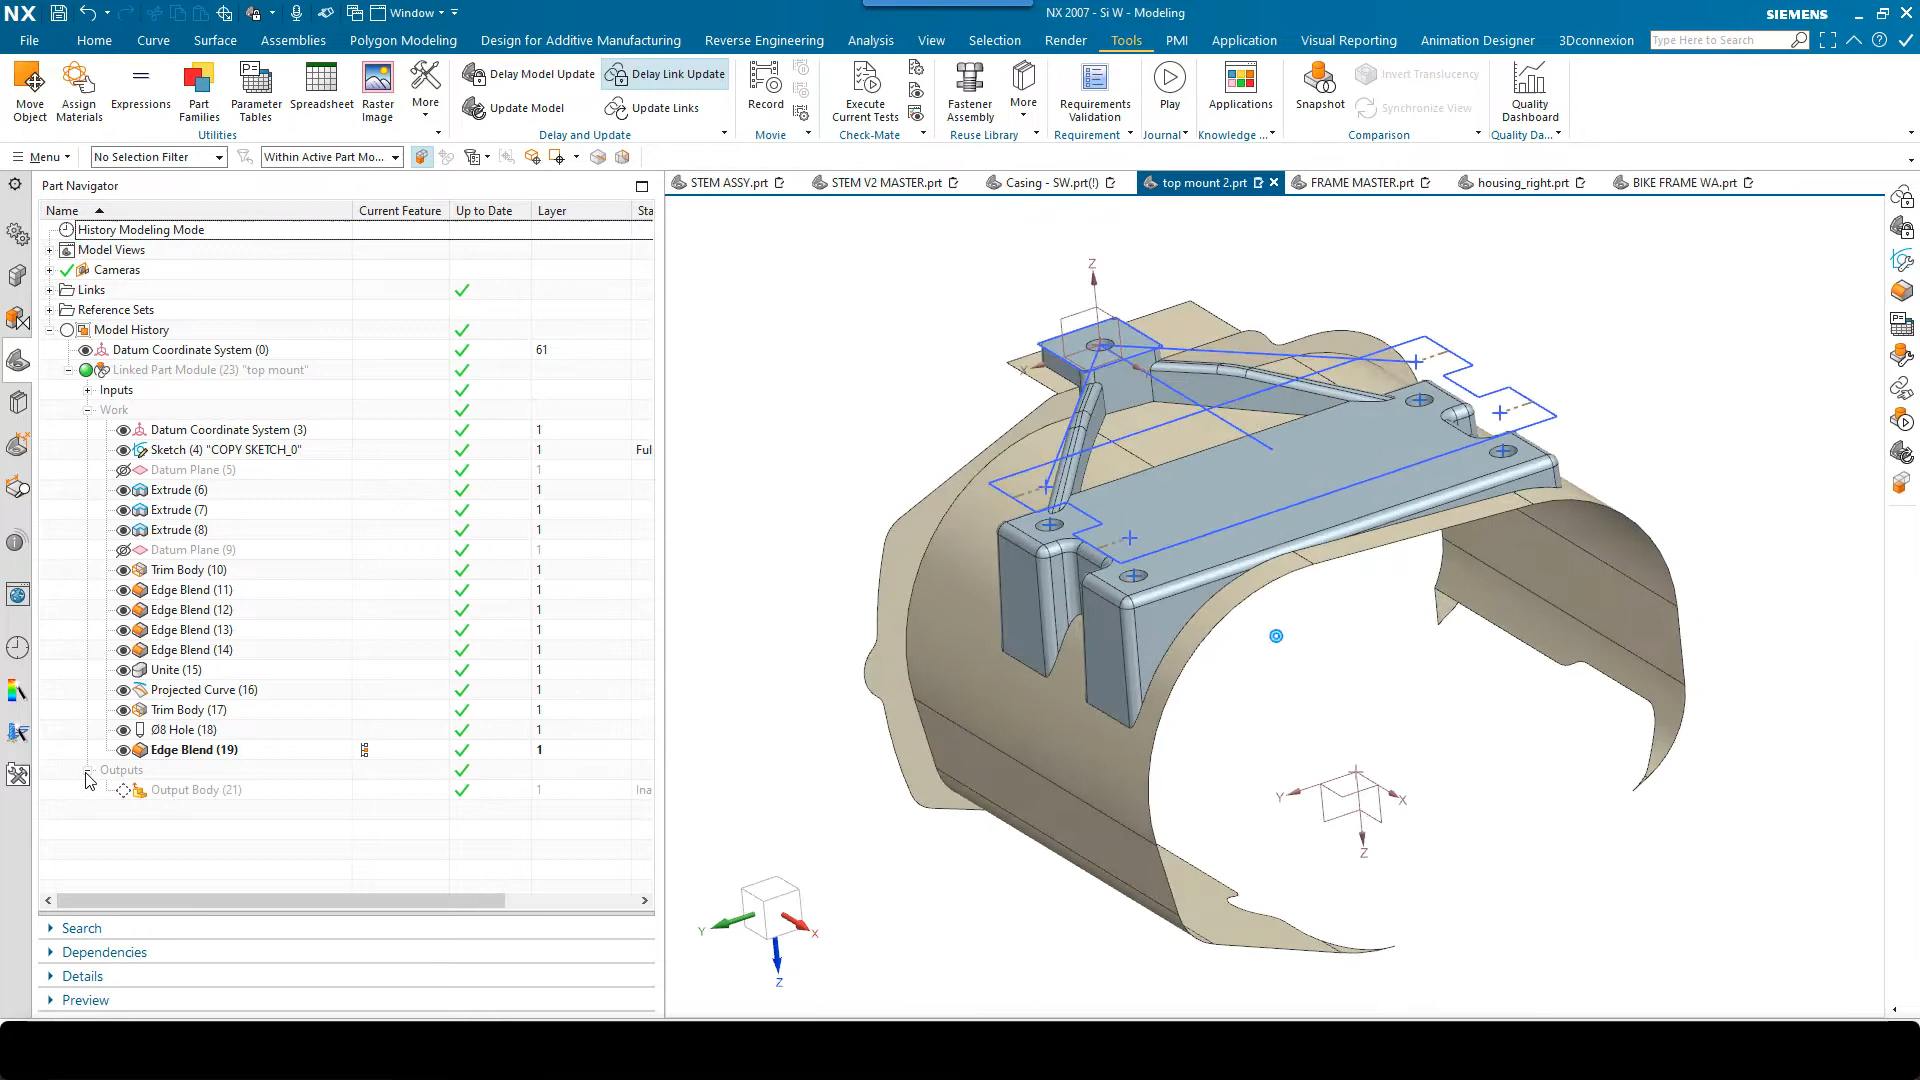 NX
Window
NX 2007 - Si W - Modeling
SIEMENS
File Home Curve Surface Assemblies Polygon Modeling Design for Additive Manufacturing Reverse Engineering Analysis View Selection Render Tools PMI Application Visual Reporting Animation Designer 3Dconnexion Type Here to Search
Move Object
Assign Materials
Expressions
Part Families
Parameter Tables
Spreadsheet
Raster Image
More
Delay Model Update
Delay Link Update
Update Model
Update Links
Record
Execute Current Tests
Fastener Assembly
More
Requirements Validation
Play
Applications
Snapshot
Invert Translucency
Synchronize View
Quality Dashboard
Utilities Delay and Update Movie Check-Mate Reuse Library Requirement Journal Knowledge ... Comparison Quality Da...
Menu No Selection Filter Within Active Part Mo...
Part Navigator
STEM ASSY.prt STEM V2 MASTER.prt Casing - SW.prt(!) top mount 2.prt FRAME MASTER.prt housing_right.prt BIKE FRAME WA.prt
Name Current Feature Up to Date Layer Sta
History Modeling Mode
Model Views
Cameras
Links
Reference Sets
Model History
Datum Coordinate System (0) 61
Linked Part Module (23) "top mount"
Inputs
Work
Datum Coordinate System (3) 1
Sketch (4) "COPY SKETCH_0" 1 Ful
Datum Plane (5) 1
Extrude (6) 1
Extrude (7) 1
Extrude (8) 1
Datum Plane (9) 1
Trim Body (10) 1
Edge Blend (11) 1
Edge Blend (12) 1
Edge Blend (13) 1
Edge Blend (14) 1
Unite (15) 1
Projected Curve (16) 1
Trim Body (17) 1
Ø8 Hole (18) 1
Edge Blend (19) 1
Outputs
Output Body (21) 1 Ina
Search
Dependencies
Details
Preview
Z
X
Y X
Z
Y X
Z